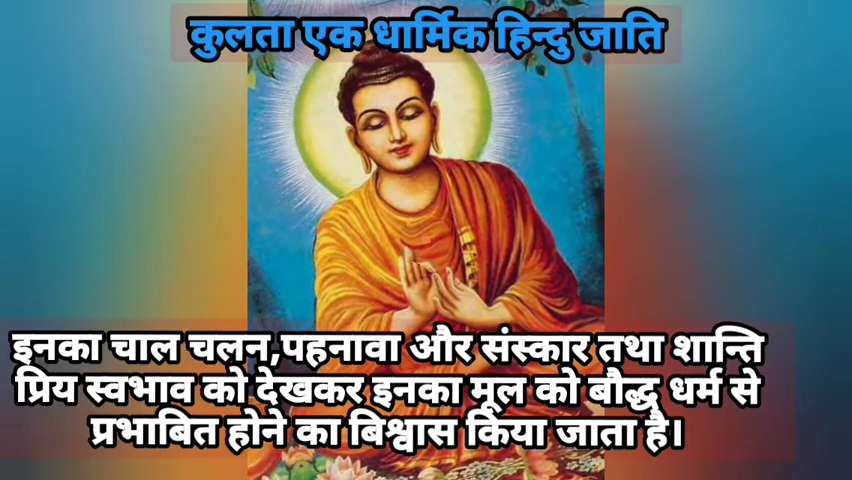 कुलता एक धार्मिक हिन्दु जाति
इनका चाल चलन,पहनावा और संस्कार तथा शान्ति
प्रिय स्वभाव को देखकर इनका मूल को बौद्ध धर्म से
प्रभाबित होने का बिश्वास किया जाता है।